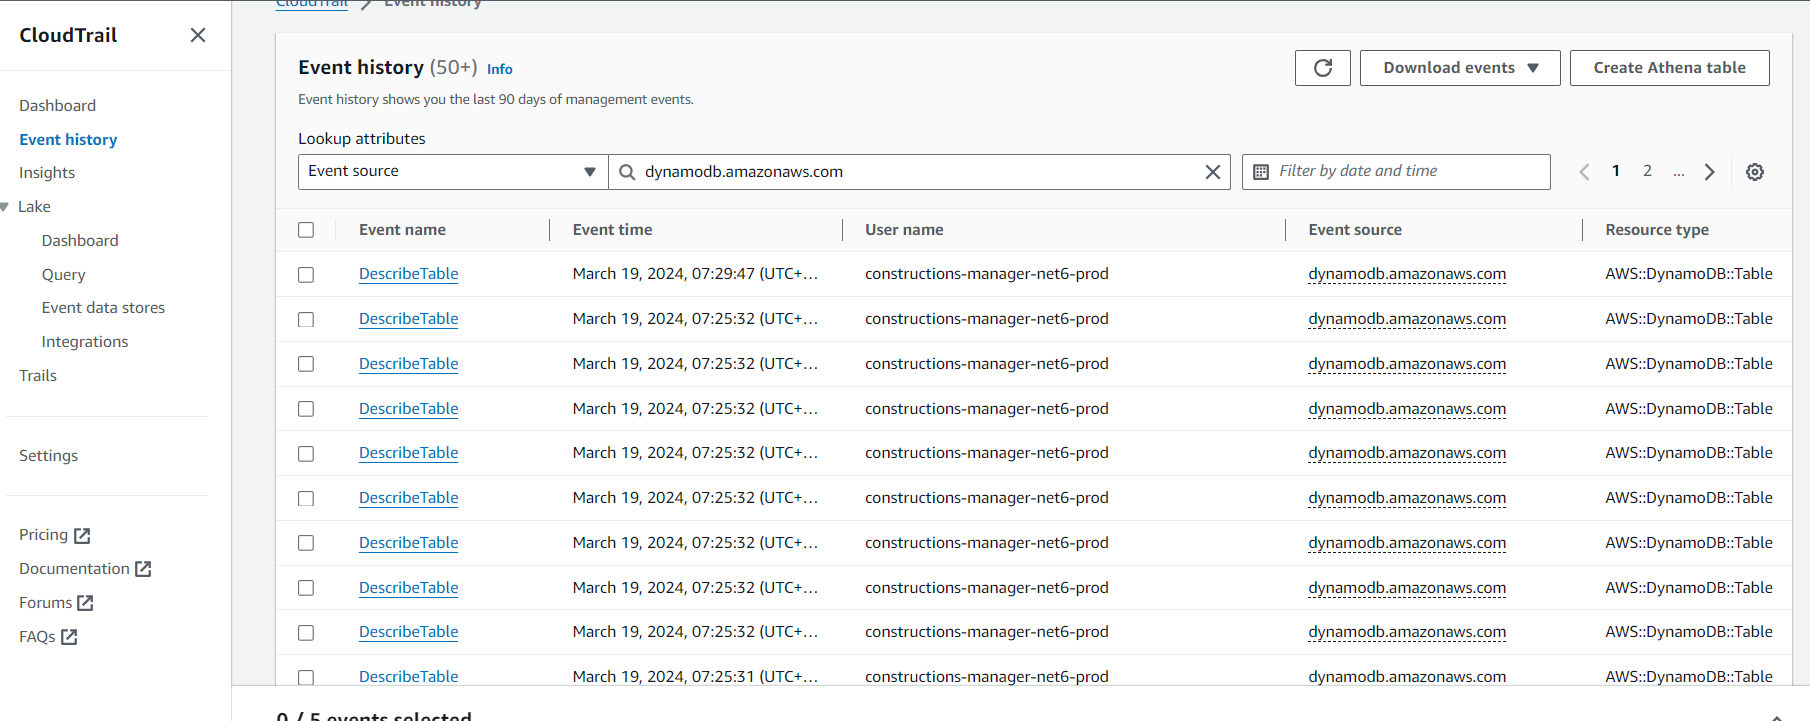 CloudTrail > Event history
CloudTrail
Dashboard
Event history
Insights
Lake
Dashboard
Query
Event data stores
Integrations
Trails
Settings
Pricing
Documentation
Forums
FAQs
Event history (50+) Info
Download events
Create Athena table
Event history shows you the last 90 days of management events.
Lookup attributes
Event source
dynamodb.amazonaws.com
Filter by date and time
1 2 ...
Event name Event time User name Event source Resource type
DescribeTable March 19, 2024, 07:29:47 (UTC+… constructions-manager-net6-prod dynamodb.amazonaws.com AWS::DynamoDB::Table
DescribeTable March 19, 2024, 07:25:32 (UTC+… constructions-manager-net6-prod dynamodb.amazonaws.com AWS::DynamoDB::Table
DescribeTable March 19, 2024, 07:25:32 (UTC+… constructions-manager-net6-prod dynamodb.amazonaws.com AWS::DynamoDB::Table
DescribeTable March 19, 2024, 07:25:32 (UTC+… constructions-manager-net6-prod dynamodb.amazonaws.com AWS::DynamoDB::Table
DescribeTable March 19, 2024, 07:25:32 (UTC+… constructions-manager-net6-prod dynamodb.amazonaws.com AWS::DynamoDB::Table
DescribeTable March 19, 2024, 07:25:32 (UTC+… constructions-manager-net6-prod dynamodb.amazonaws.com AWS::DynamoDB::Table
DescribeTable March 19, 2024, 07:25:32 (UTC+… constructions-manager-net6-prod dynamodb.amazonaws.com AWS::DynamoDB::Table
DescribeTable March 19, 2024, 07:25:32 (UTC+… constructions-manager-net6-prod dynamodb.amazonaws.com AWS::DynamoDB::Table
DescribeTable March 19, 2024, 07:25:32 (UTC+… constructions-manager-net6-prod dynamodb.amazonaws.com AWS::DynamoDB::Table
DescribeTable March 19, 2024, 07:25:31 (UTC+… constructions-manager-net6-prod dynamodb.amazonaws.com AWS::DynamoDB::Table
0 / 5 events selected